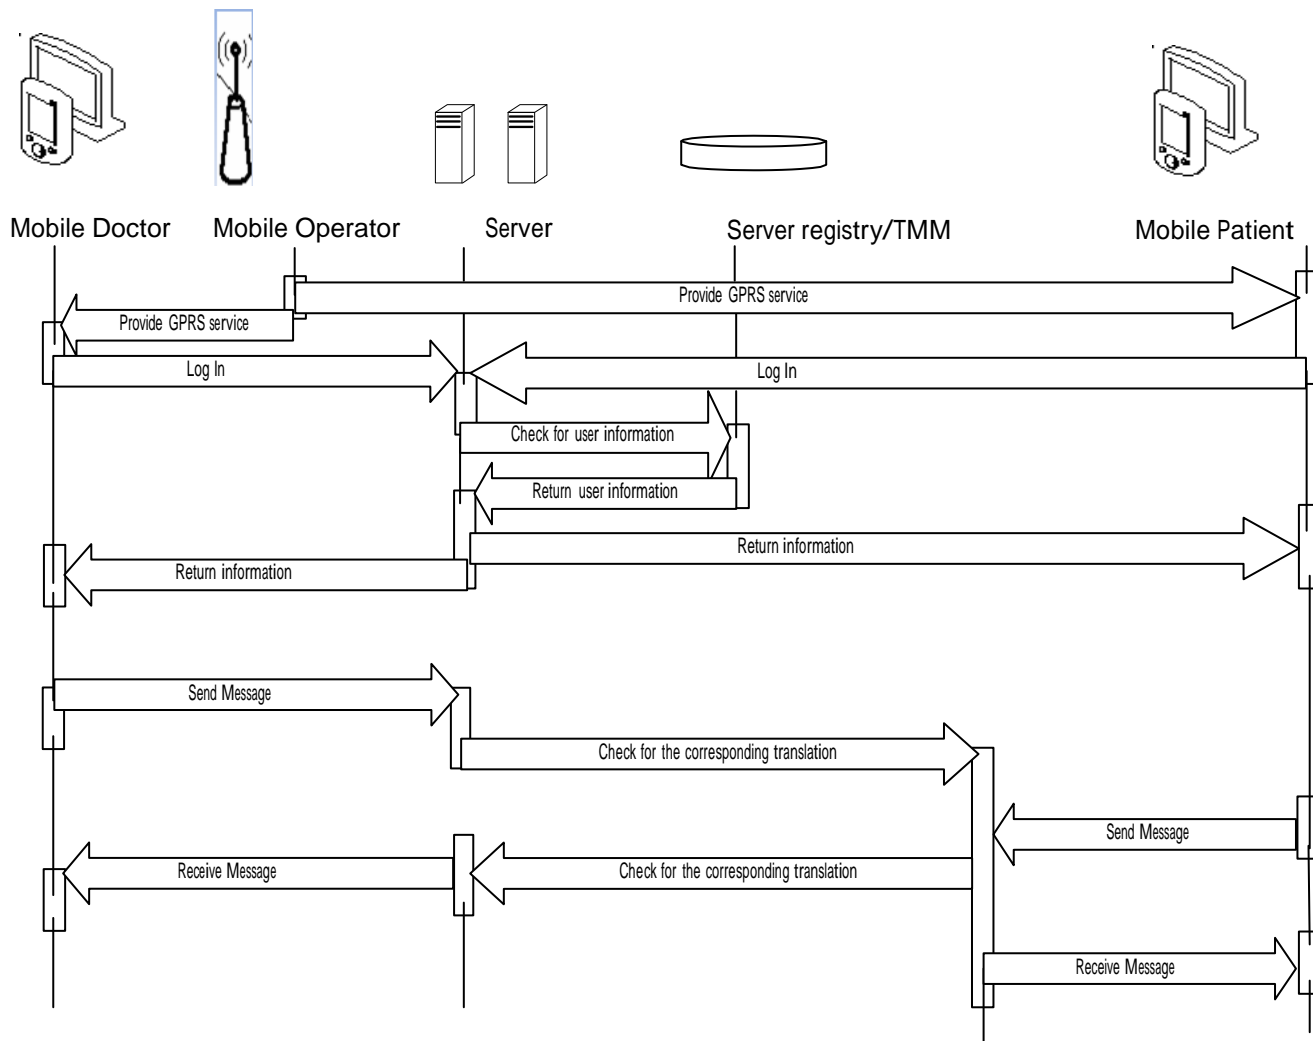 Mobile Doctor
Mobile Operator
Server
Server registry/TMM
Mobile Patient
Provide GPRS service
Provide GPRS service
Log In
Log In
Check for user information
Return user information
Return information
Return information
Send Message
Check for the corresponding translation
Send Message
Receive Message
Check for the corresponding translation
Receive Message